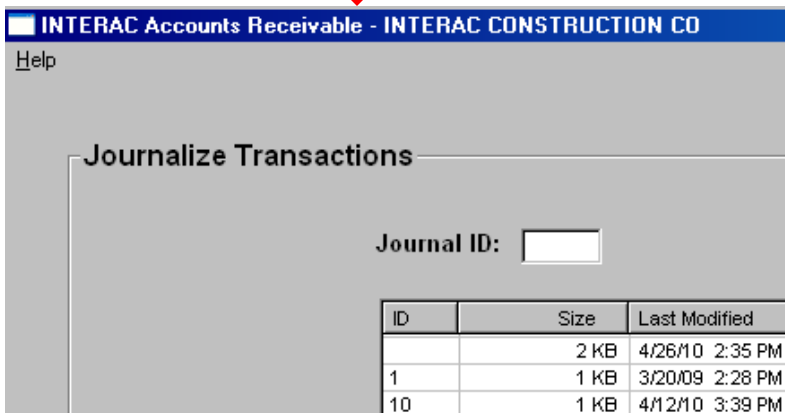 INTERAC Accounts Receivable - INTERAC CONSTRUCTION CO
Help
Journalize Transactions
Journal ID:
ID Size Last Modified
2 KB 4/26/10 2:35 PM
1 1 KB 3/20/09 2:28 PM
10 1 KB 4/12/10 3:39 PM